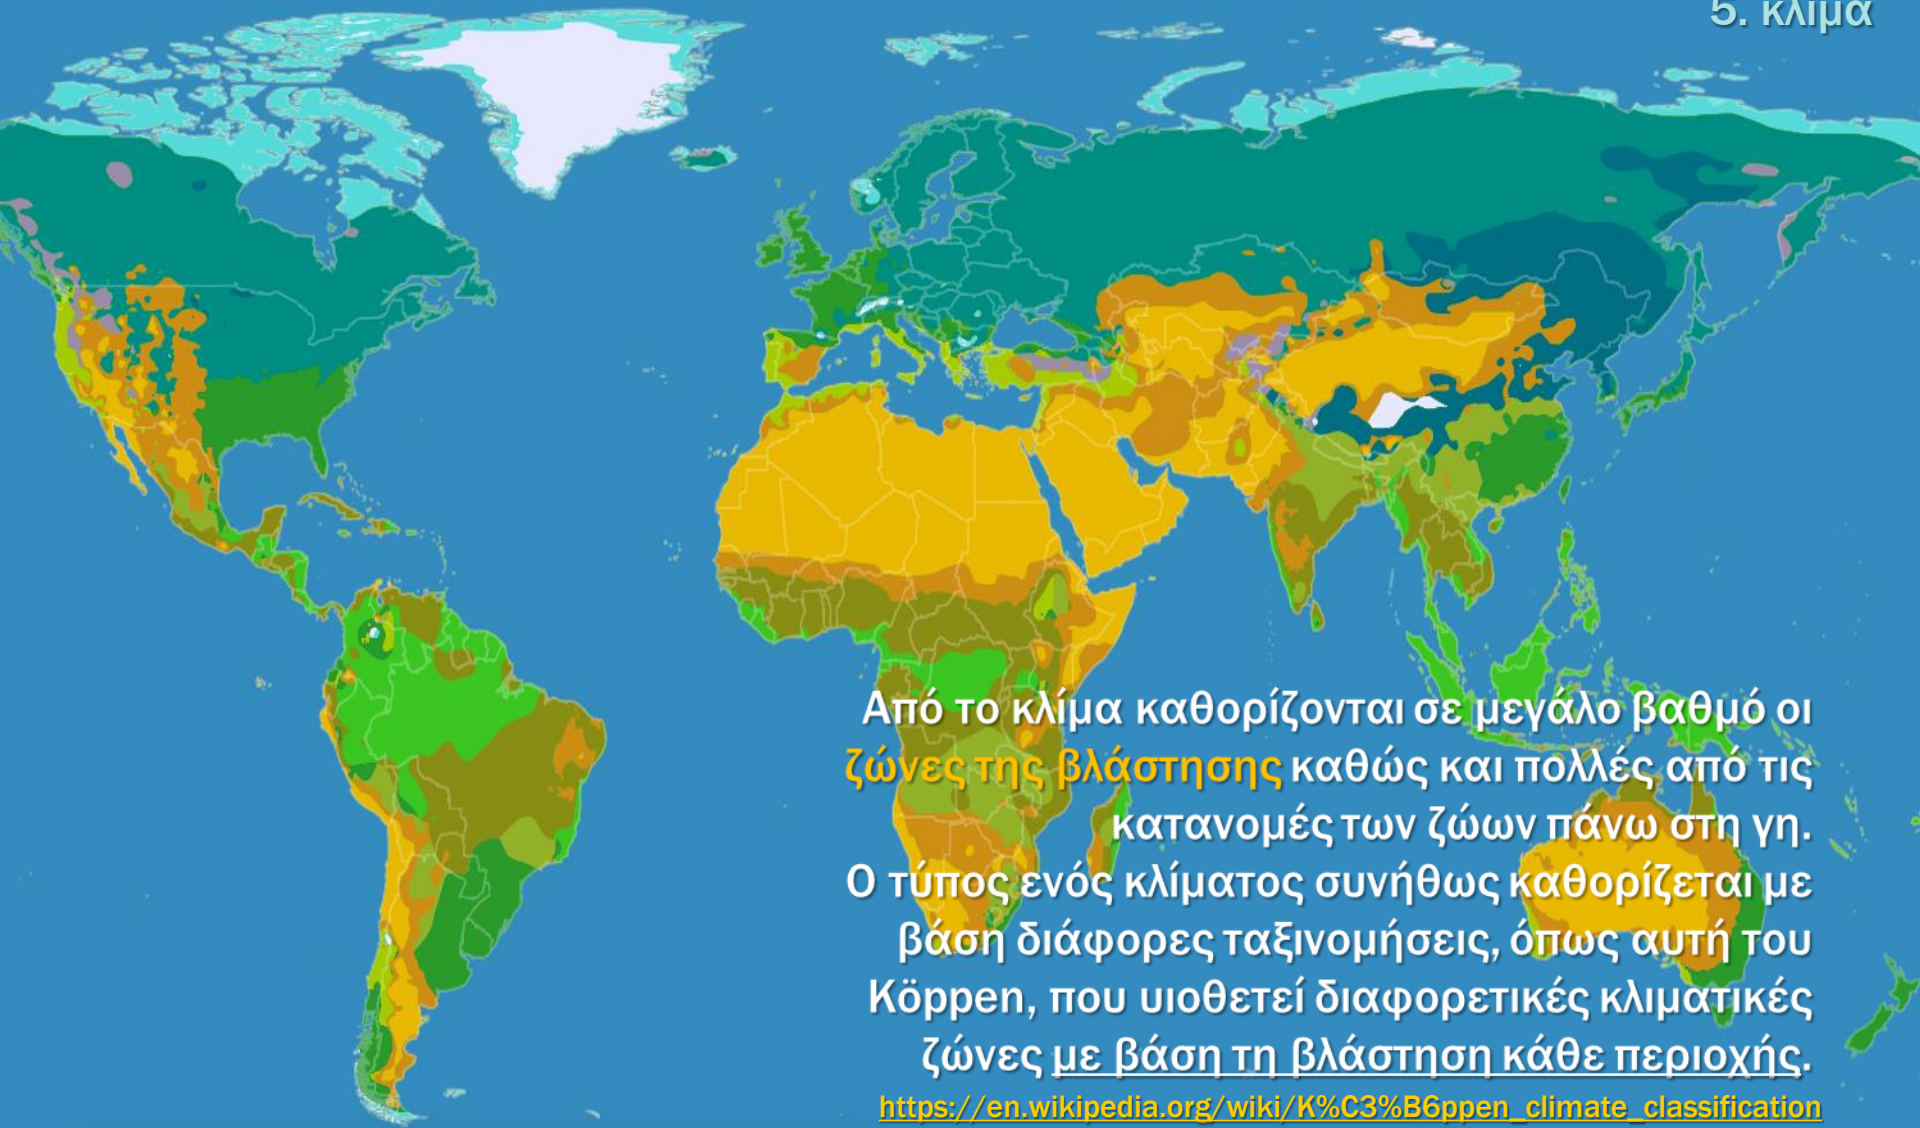 5. κλίμα
Από το κλίμα καθορίζονται σε μεγάλο βαθμό οι
ζώνες της βλάστησης καθώς και πολλές από τις
κατανομές των ζώων πάνω στη γη.
Ο τύπος ενός κλίματος συνήθως καθορίζεται με
βάση διάφορες ταξινομήσεις, όπως αυτή του
Köppen, που υιοθετεί διαφορετικές κλιματικές
ζώνες με βάση τη βλάστηση κάθε περιοχής.
https://en.wikipedia.org/wiki/K%C3%B6ppen_climate_classification